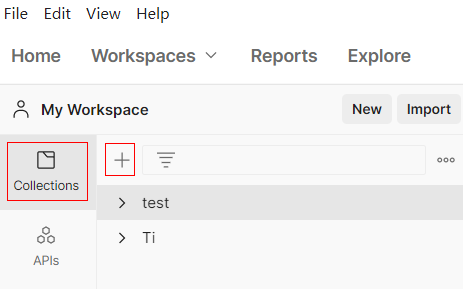 File Edit View Help
Home Workspaces Reports Explore
My Workspace New Import
Collections
test
Ti
APIs